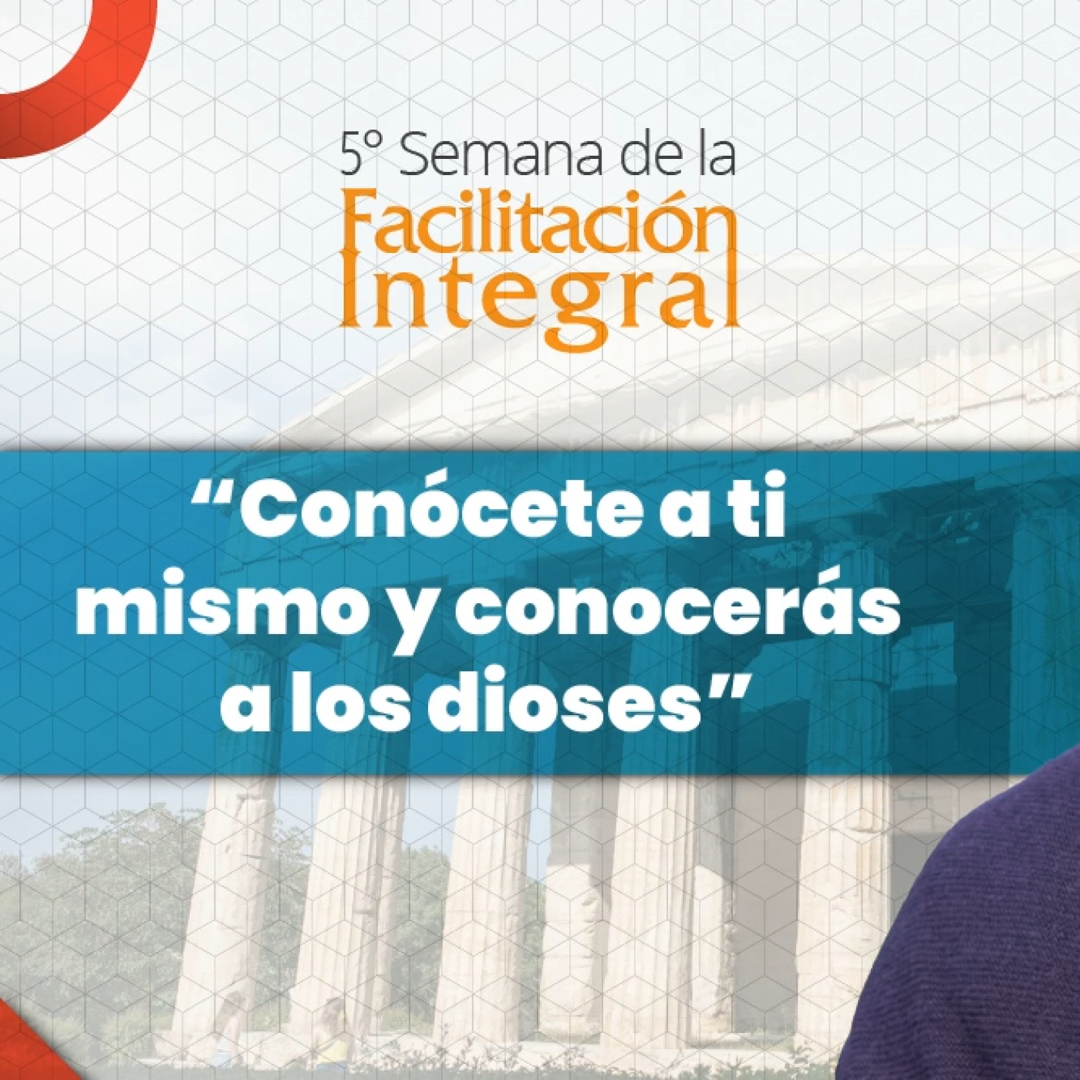 5° Semana de la
Facilitación
Integral
“Conócete a ti
mismo y conocerás
a los dioses”